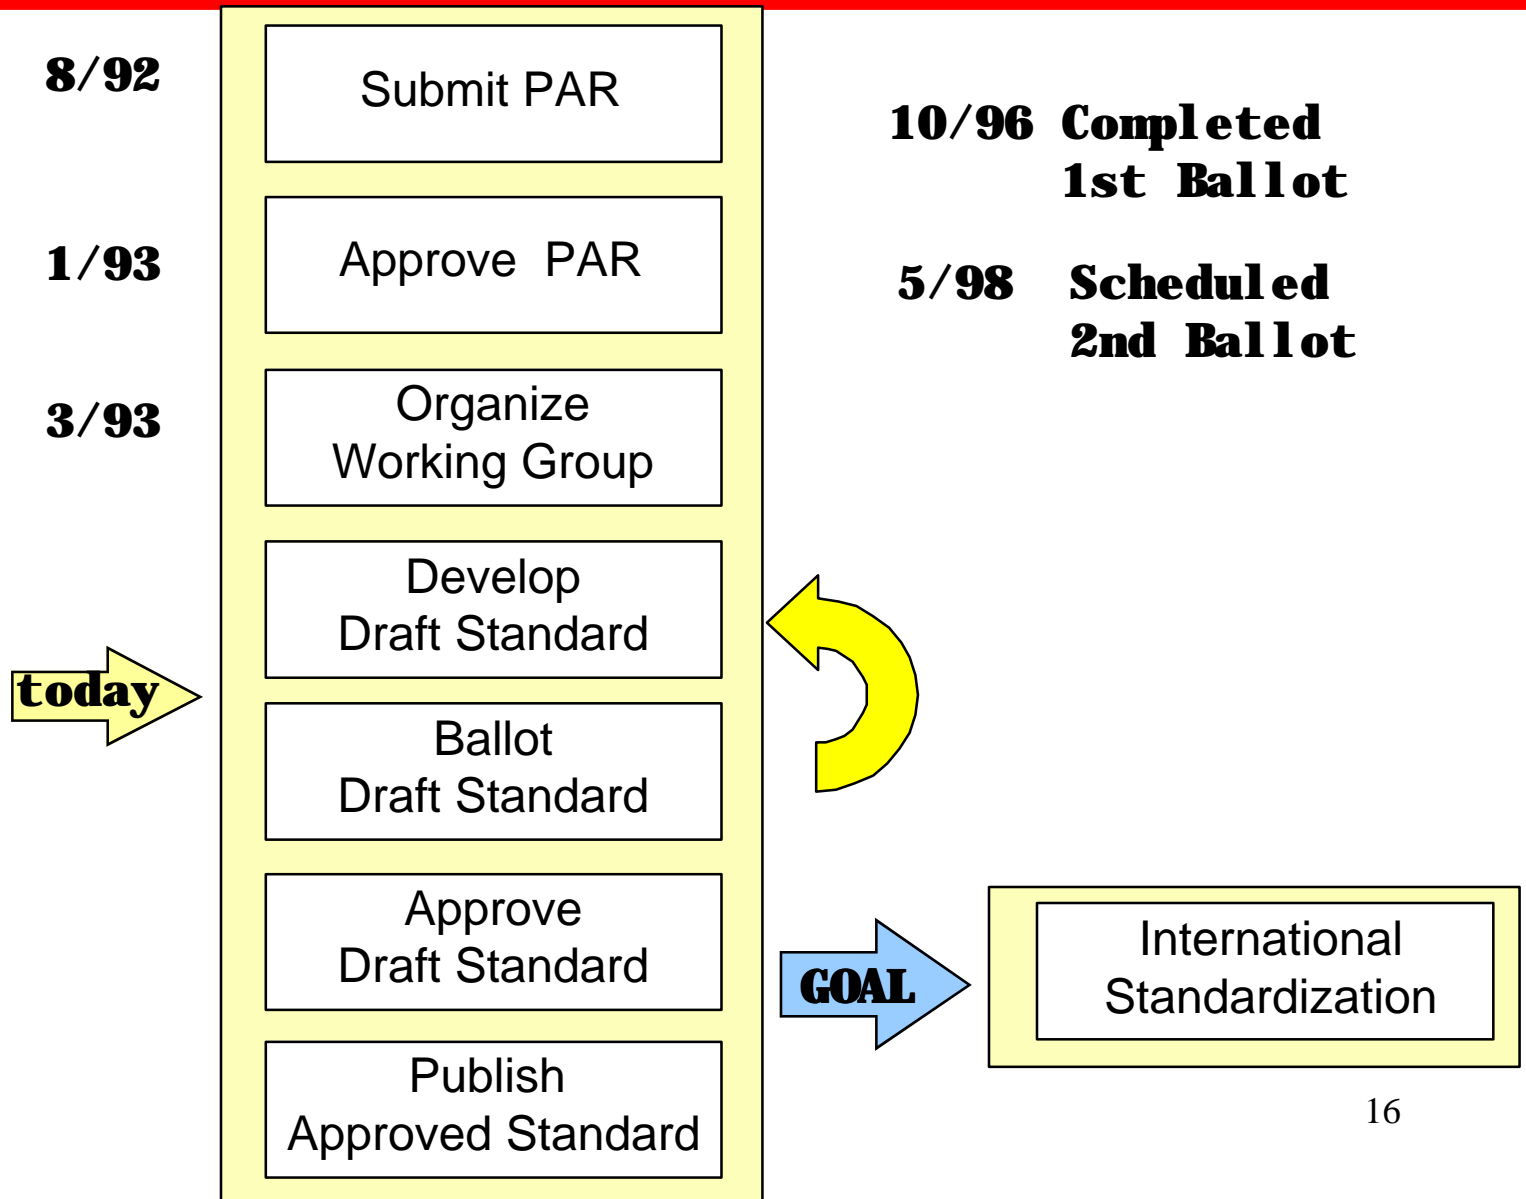 8/92
Submit PAR
1/93
Approve PAR
3/93
Organize
Working Group
Develop
Draft Standard
today
Ballot
Draft Standard
Approve
Draft Standard
Publish
Approved Standard
10/96 Completed
1st Ballot
5/98 Scheduled
2nd Ballot
GOAL
International
Standardization
16